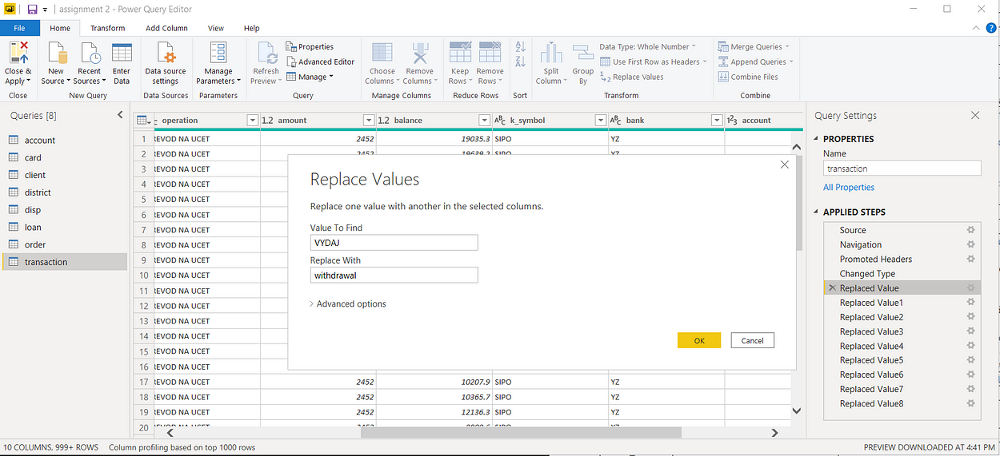 assignment 2 - Power Query Editor
File Home Transform Add Column View Help
Close & Apply
New Source
Recent Sources
Enter Data
Data source settings
Manage Parameters
Refresh Preview
Properties
Advanced Editor
Manage
Choose Columns
Remove Columns
Keep Rows
Remove Rows
Split Column
Group By
Data Type: Whole Number
Use First Row as Headers
Replace Values
Merge Queries
Append Queries
Combine Files
Close New Query Data Sources Parameters Query Manage Columns Reduce Rows Sort Transform Combine
Queries [8]
account
card
client
district
disp
loan
order
transaction
operation 1.2 amount 1.2 balance ABC k_symbol ABC bank 123 account
1 REVOD NA UCET 2452 19035.3 SIPO YZ
2 REVOD NA UCET 2452 19638.2 SIPO YZ
3 REVOD NA UCET
4 REVOD NA UCET
5 REVOD NA UCET
6 REVOD NA UCET
7 REVOD NA UCET
8 REVOD NA UCET
9 REVOD NA UCET
10 REVOD NA UCET
11 REVOD NA UCET
12 REVOD NA UCET
13 REVOD NA UCET
14 REVOD NA UCET
15 REVOD NA UCET
16 REVOD NA UCET
17 REVOD NA UCET 2452 10207.9 SIPO YZ
18 REVOD NA UCET 2452 10365.7 SIPO YZ
19 REVOD NA UCET 2452 12136.3 SIPO YZ
20
Replace Values
Replace one value with another in the selected columns.
Value To Find
VYDAJ
Replace With
withdrawal
Advanced options
OK Cancel
Query Settings
PROPERTIES
Name
transaction
All Properties
APPLIED STEPS
Source
Navigation
Promoted Headers
Changed Type
Replaced Value
Replaced Value1
Replaced Value2
Replaced Value3
Replaced Value4
Replaced Value5
Replaced Value6
Replaced Value7
Replaced Value8
10 COLUMNS, 999+ ROWS Column profiling based on top 1000 rows PREVIEW DOWNLOADED AT 4:41 PM